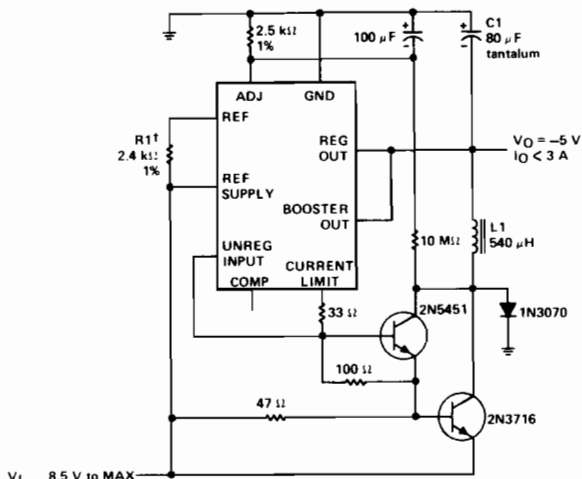 2.5 kΩ
1%
100 μF
C1
80 μF
tantalum
ADJ
GND
REF
R1†
2.4 kΩ
1%
REG
OUT
VO = −5 V
IO < 3 A
REF
SUPPLY
BOOSTER
OUT
10 MΩ
L1
540 μH
UNREG
INPUT
COMP
CURRENT
LIMIT
33 Ω
2N5451
1N3070
100 Ω
47 Ω
2N3716
8.5 V to MAX